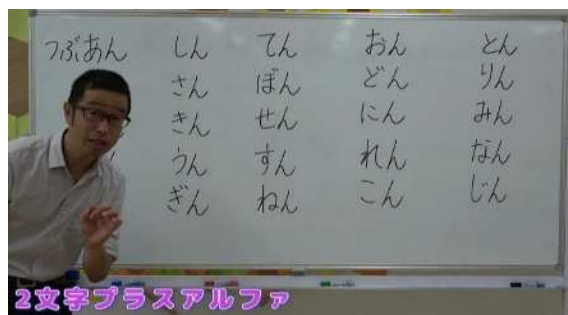 つぶあん しん てん おん とん
さん ぼん どん りん
きん せん にん みん
うん すん れん なん
ぎん ねん こん じん
2文字プラスアルファ